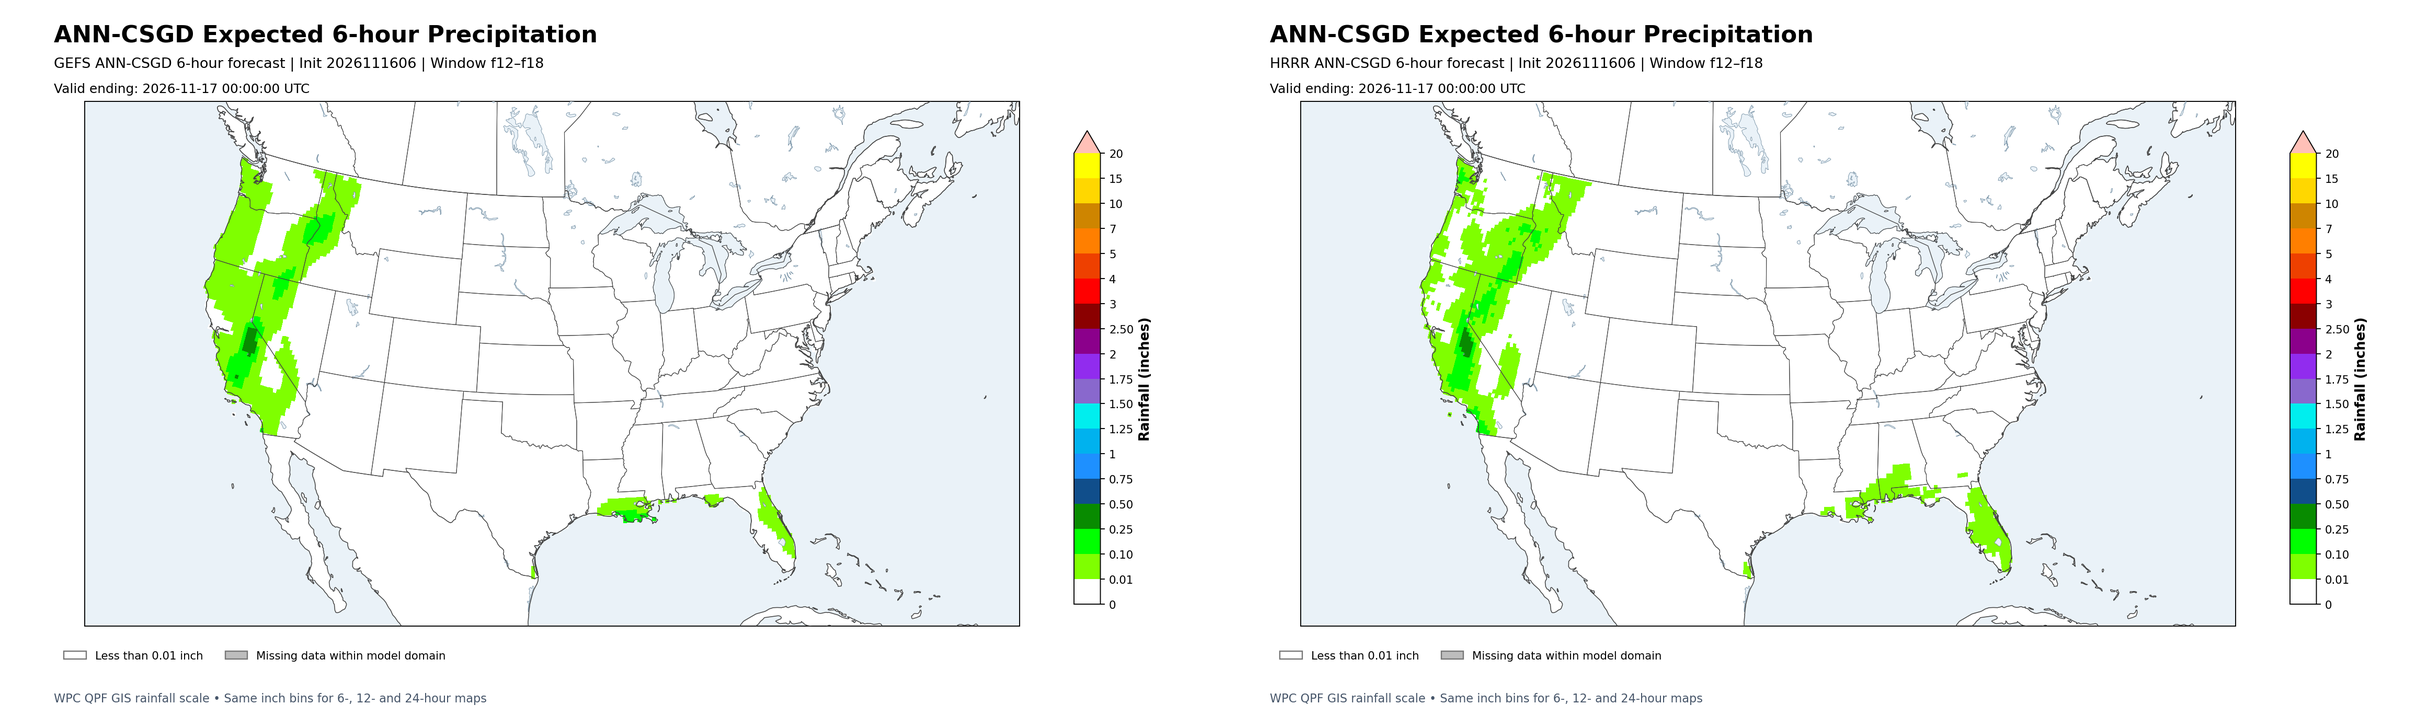 ANN-CSGD Expected 6-hour Precipitation
GEFS ANN-CSGD 6-hour forecast | Init 2026111606 | Window f12–f18
Valid ending: 2026-11-17 00:00:00 UTC
20
15
10
7
5
4
3
2.50
2
1.75
1.50
1.25
1
0.75
0.50
0.25
0.10
0.01
0
Rainfall (inches)
Less than 0.01 inch
Missing data within model domain
WPC QPF GIS rainfall scale • Same inch bins for 6-, 12- and 24-hour maps
ANN-CSGD Expected 6-hour Precipitation
HRRR ANN-CSGD 6-hour forecast | Init 2026111606 | Window f12–f18
Valid ending: 2026-11-17 00:00:00 UTC
20
15
10
7
5
4
3
2.50
2
1.75
1.50
1.25
1
0.75
0.50
0.25
0.10
0.01
0
Rainfall (inches)
Less than 0.01 inch
Missing data within model domain
WPC QPF GIS rainfall scale • Same inch bins for 6-, 12- and 24-hour maps